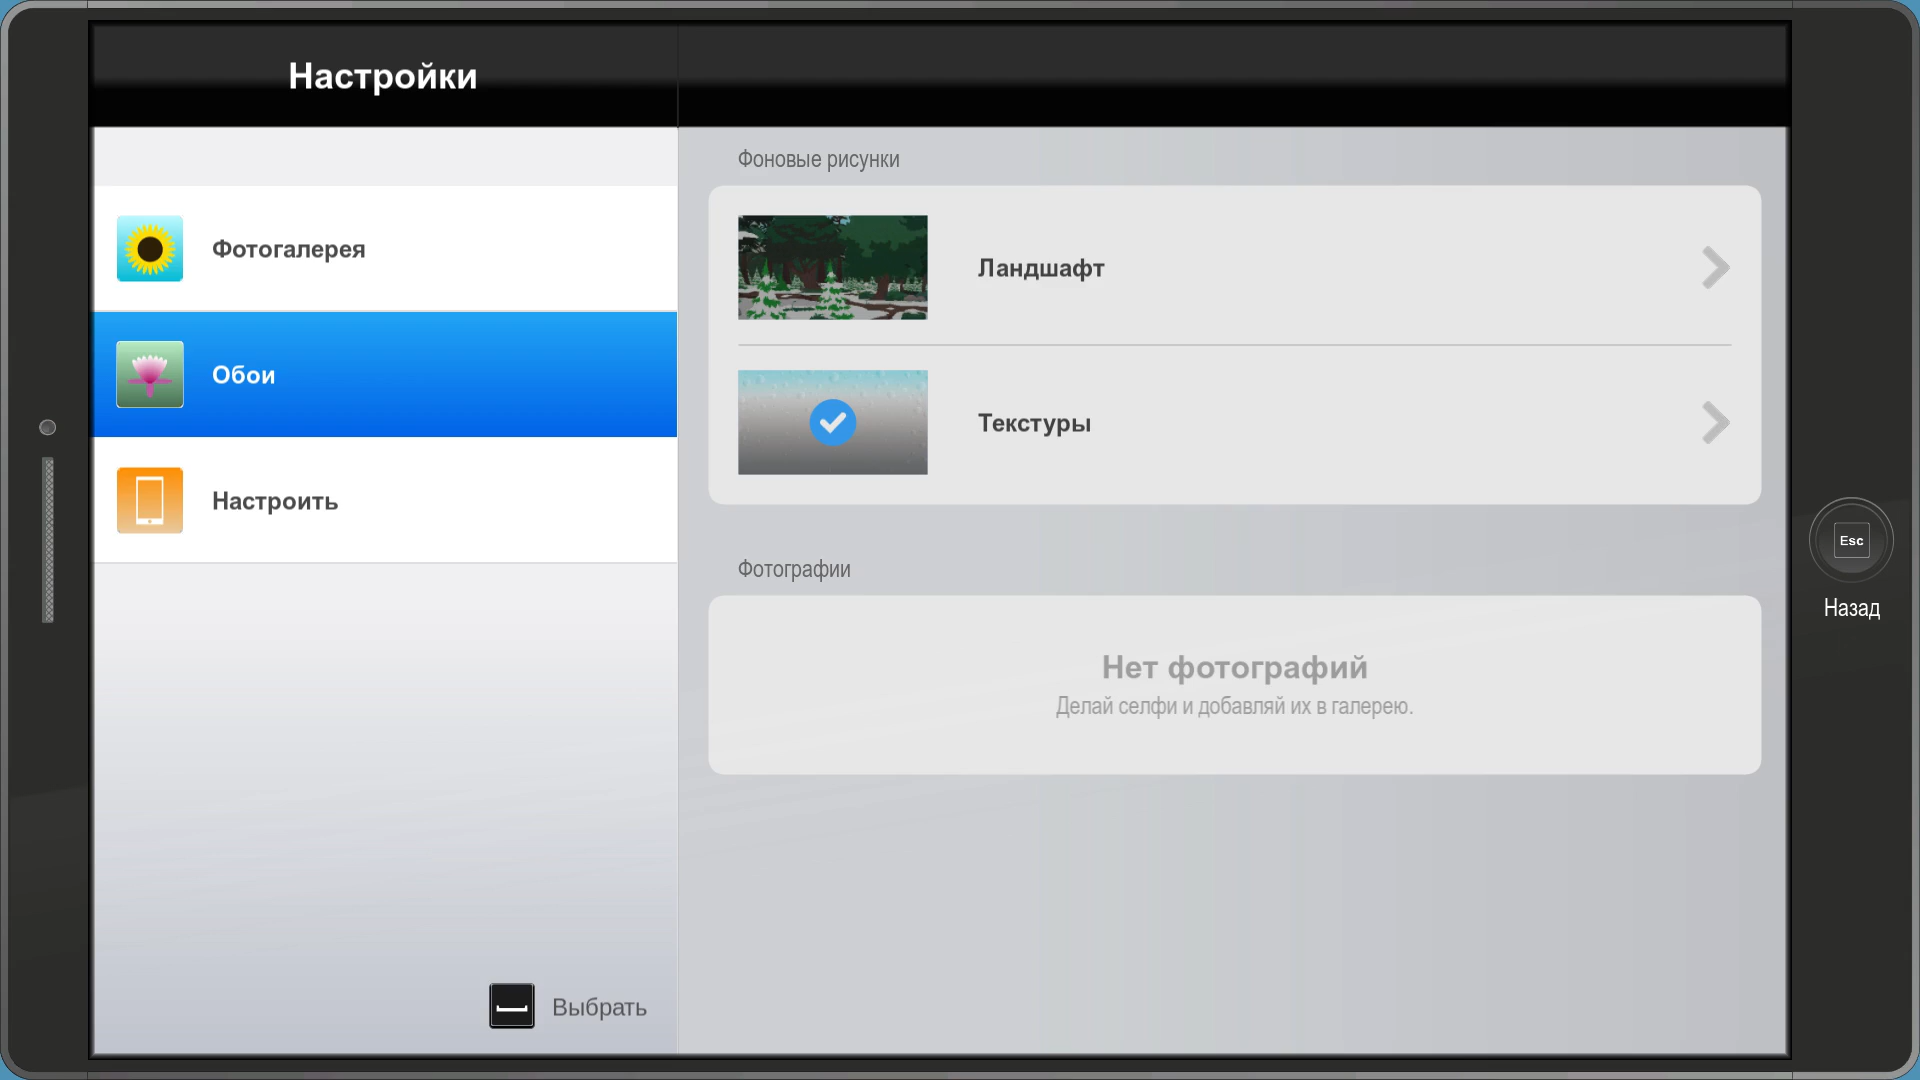 Настройки
Фотогалерея
Обои
Настроить
Выбрать
Фоновые рисунки
Ландшафт
Текстуры
Фотографии
Нет фотографий
Делай селфи и добавляй их в галерею.
Esc
Назад